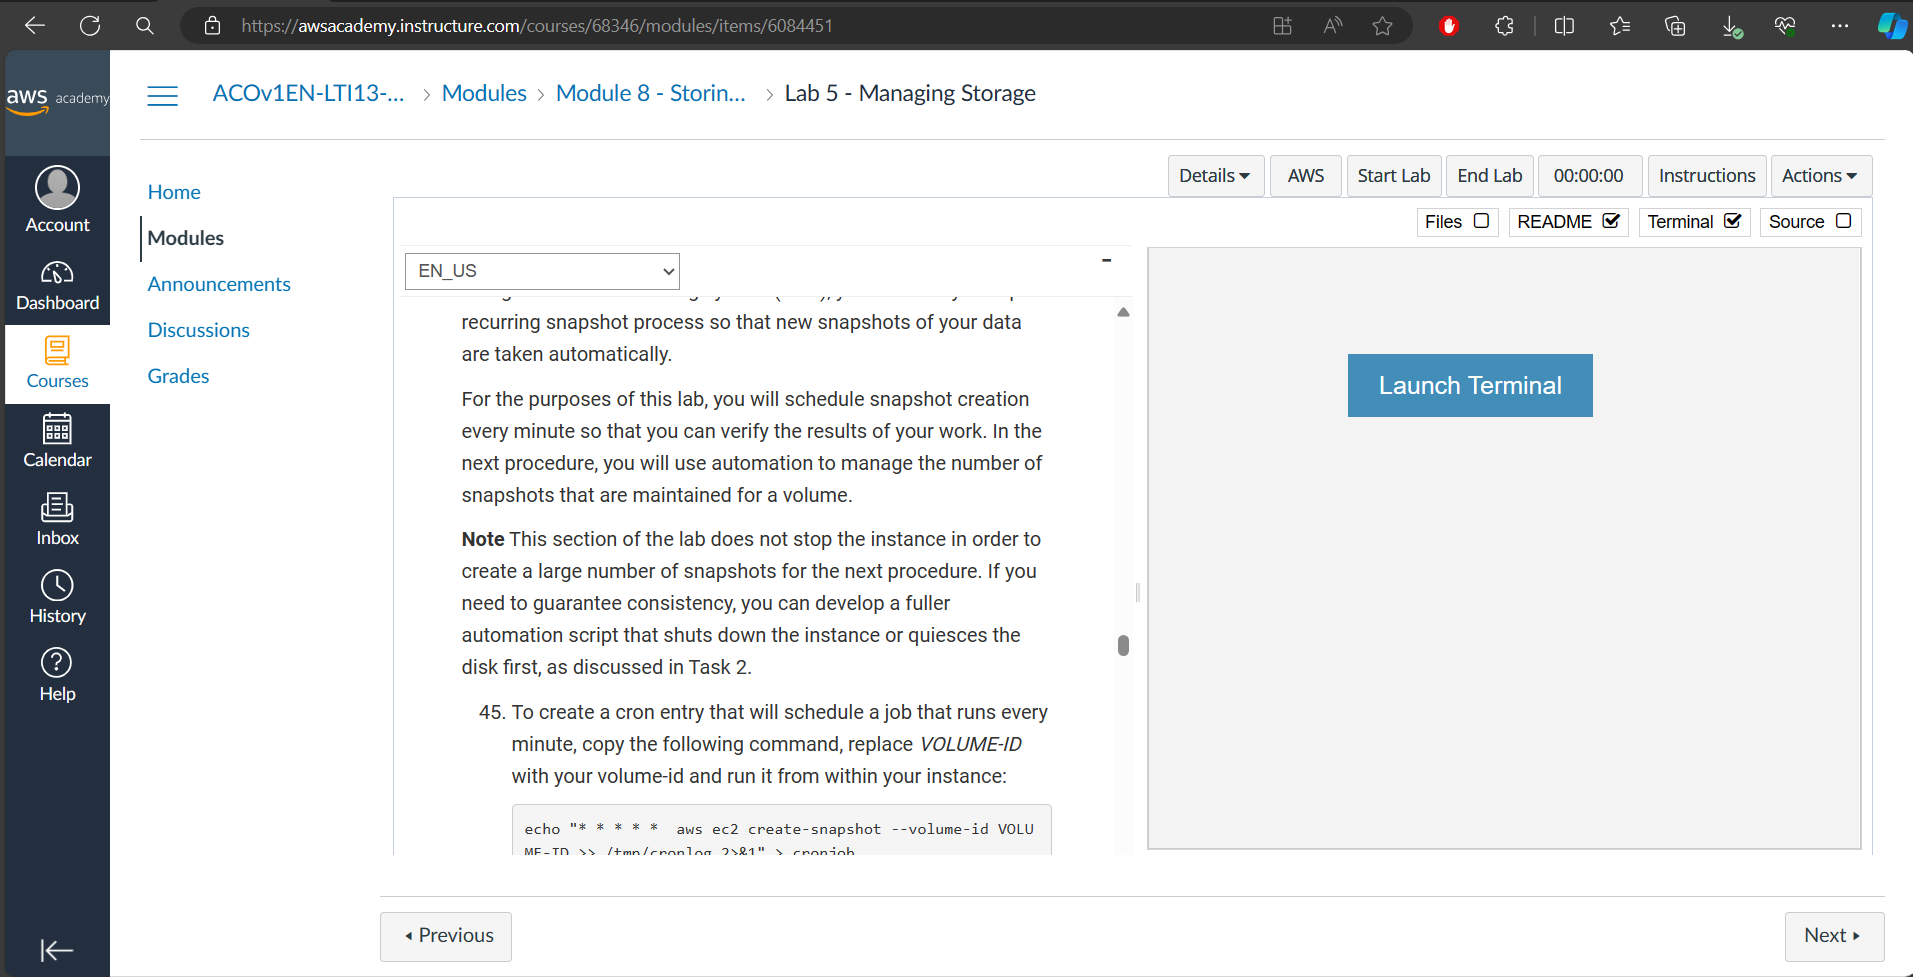 https://awsacademy.instructure.com/courses/68346/modules/items/6084451
aws academy
ACOv1EN-LTI13-... > Modules > Module 8 - Storin... > Lab 5 - Managing Storage
Account
Dashboard
Courses
Calendar
Inbox
History
Help
Home
Modules
Announcements
Discussions
Grades
Details AWS Start Lab End Lab 00:00:00 Instructions Actions
Files README Terminal Source
EN_US
recurring snapshot process so that new snapshots of your data
are taken automatically.
For the purposes of this lab, you will schedule snapshot creation
every minute so that you can verify the results of your work. In the
next procedure, you will use automation to manage the number of
snapshots that are maintained for a volume.
Note This section of the lab does not stop the instance in order to
create a large number of snapshots for the next procedure. If you
need to guarantee consistency, you can develop a fuller
automation script that shuts down the instance or quiesces the
disk first, as discussed in Task 2.
45. To create a cron entry that will schedule a job that runs every
minute, copy the following command, replace VOLUME-ID
with your volume-id and run it from within your instance:
echo "* * * * *  aws ec2 create-snapshot --volume-id VOLU
ME-ID >> /tmp/cronlog 2>&1" > cronjob
Launch Terminal
Previous
Next